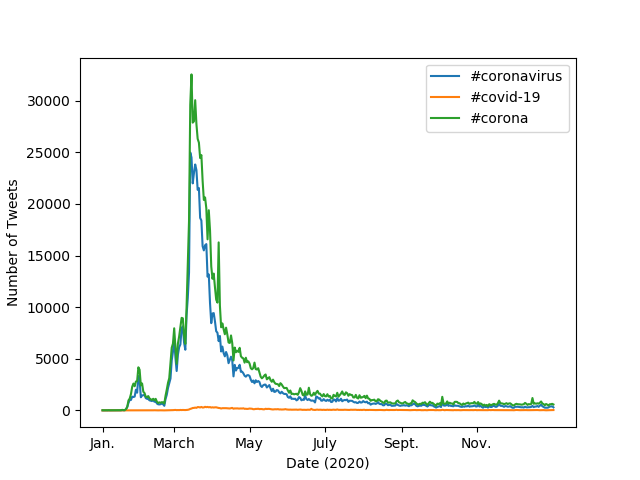 #coronavirus
#covid-19
#corona
30000
25000
20000
15000
10000
5000
0
Number of Tweets
Jan. March May July Sept. Nov.
Date (2020)